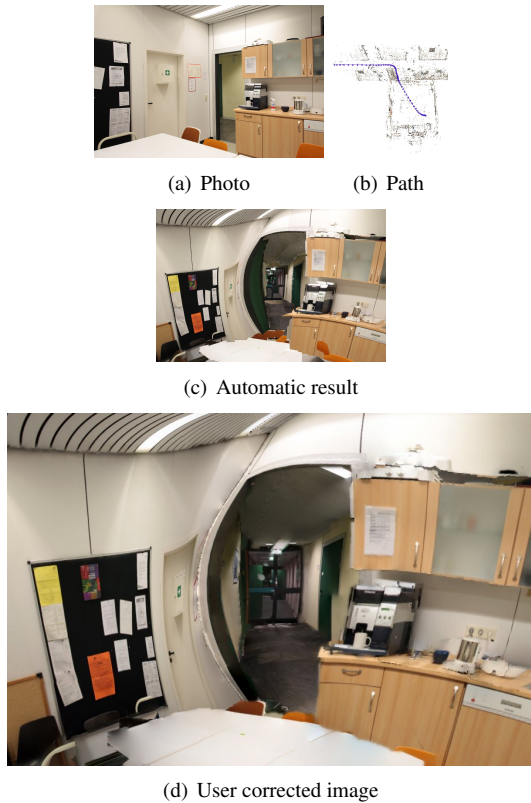 (a) Photo
(b) Path
(c) Automatic result
(d) User corrected image